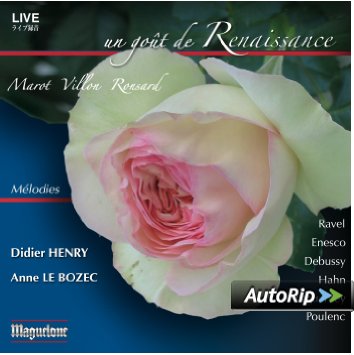 LIVE
ライブ録音
un goût de Renaissance
Marot Villon Ronsard
Mélodies
Didier HENRY
Anne LE BOZEC
Ravel
Enesco
Debussy
Hahn
AutoRip
Poulenc
Maguelone